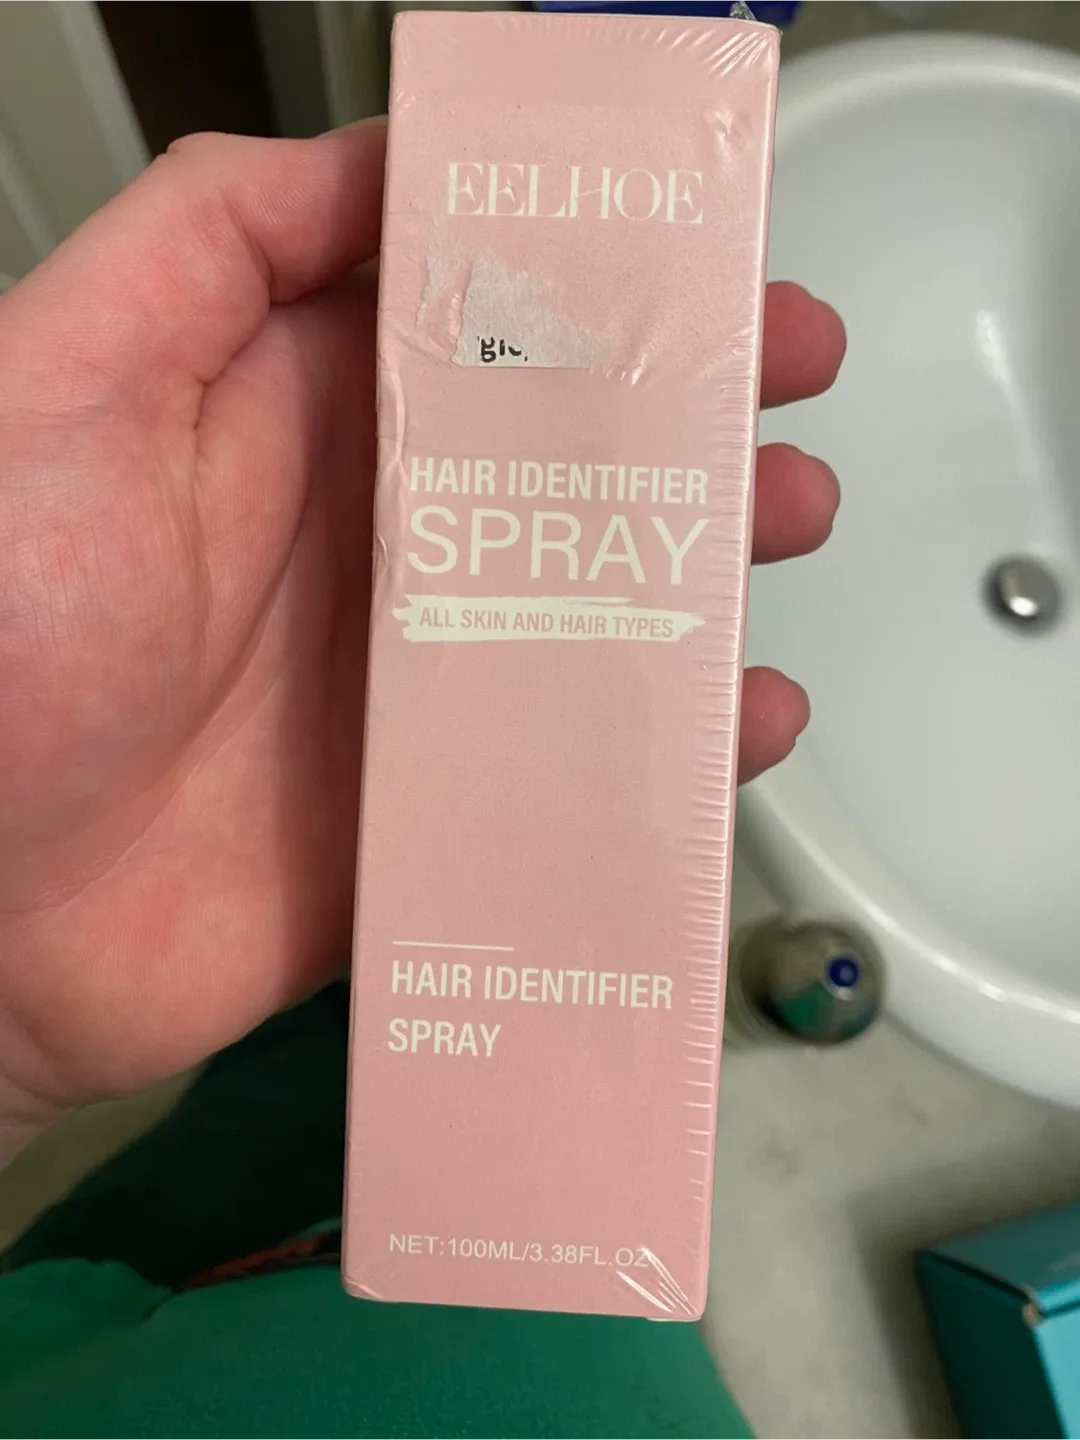 EELHOE
HAIR IDENTIFIER
SPRAY
ALL SKIN AND HAIR TYPES
HAIR IDENTIFIER
SPRAY
NET:100ML/3.38FL.OZ